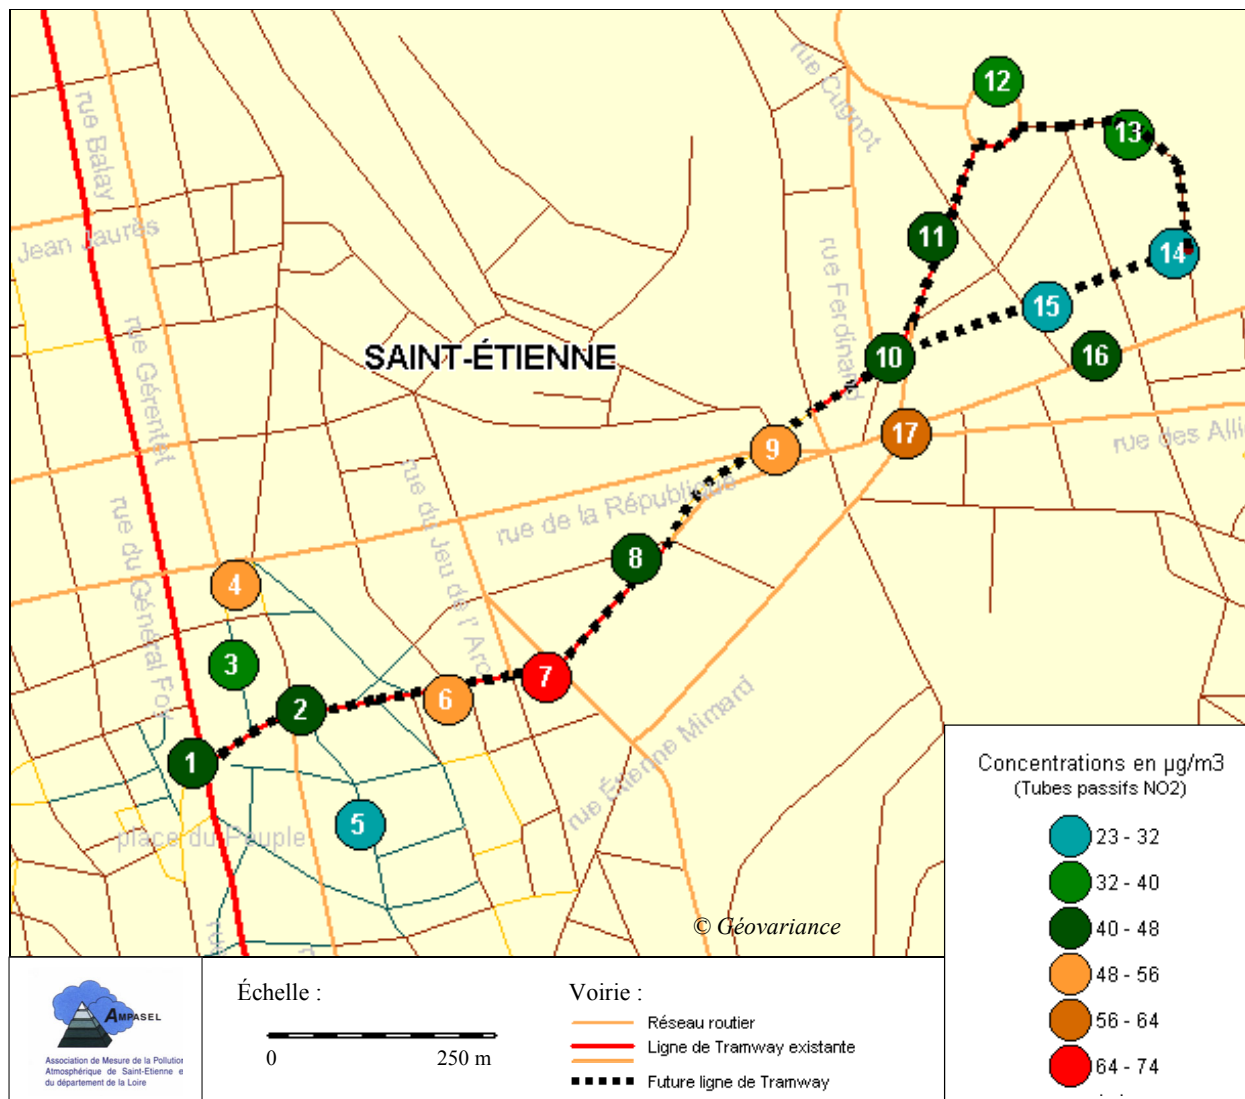 rue Cugnot
12
13
rue Balay
Jean Jaurès
11
14
rue Ferdinand
15
rue Gérentet
SAINT-ÉTIENNE
10
16
17
rue des Alli
9
rue du Jeu de l' Arc
rue de la République
rue du Général Foy
8
4
3
7
6
2
1
rue Étienne Mimard
5
place du Peuple
© Géovariance
Concentrations en µg/m3
(Tubes passifs NO2)
23 - 32
32 - 40
40 - 48
48 - 56
56 - 64
64 - 74
AMPASEL
Association de Mesure de la Pollution
Atmosphérique de Saint-Etienne e
du département de la Loire
Échelle :
0 250 m
Voirie :
Réseau routier
Ligne de Tramway existante
Future ligne de Tramway